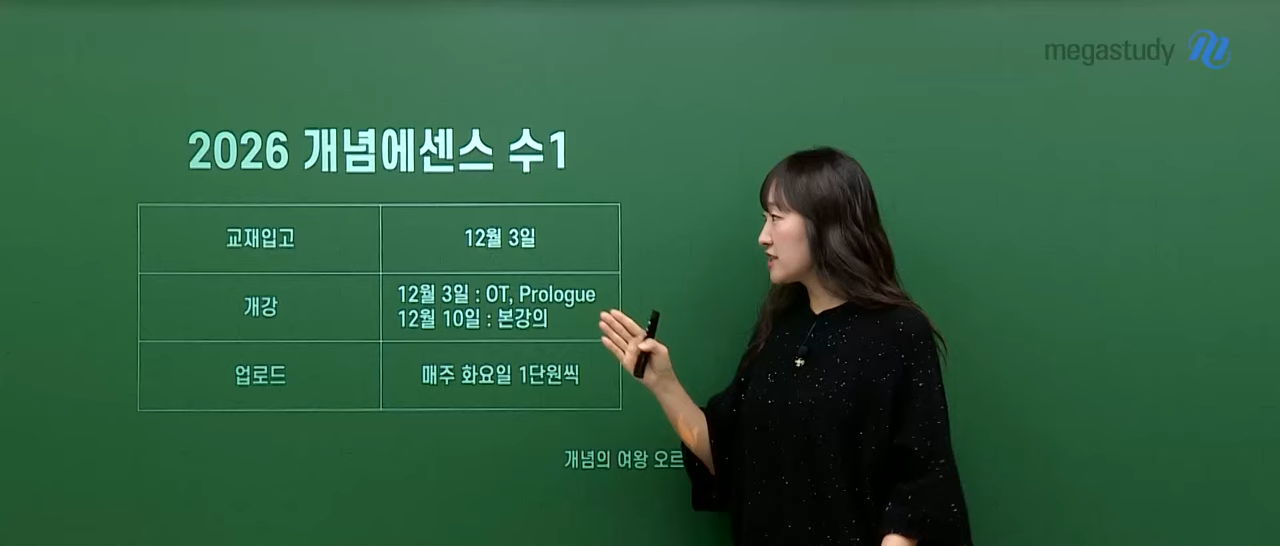 megastudy
2026 개념에센스 수1
교재입고 12월 3일
개강 12월 3일 : OT, Prologue
12월 10일 : 본강의
업로드 매주 화요일 1단원씩
개념의 여왕 오르